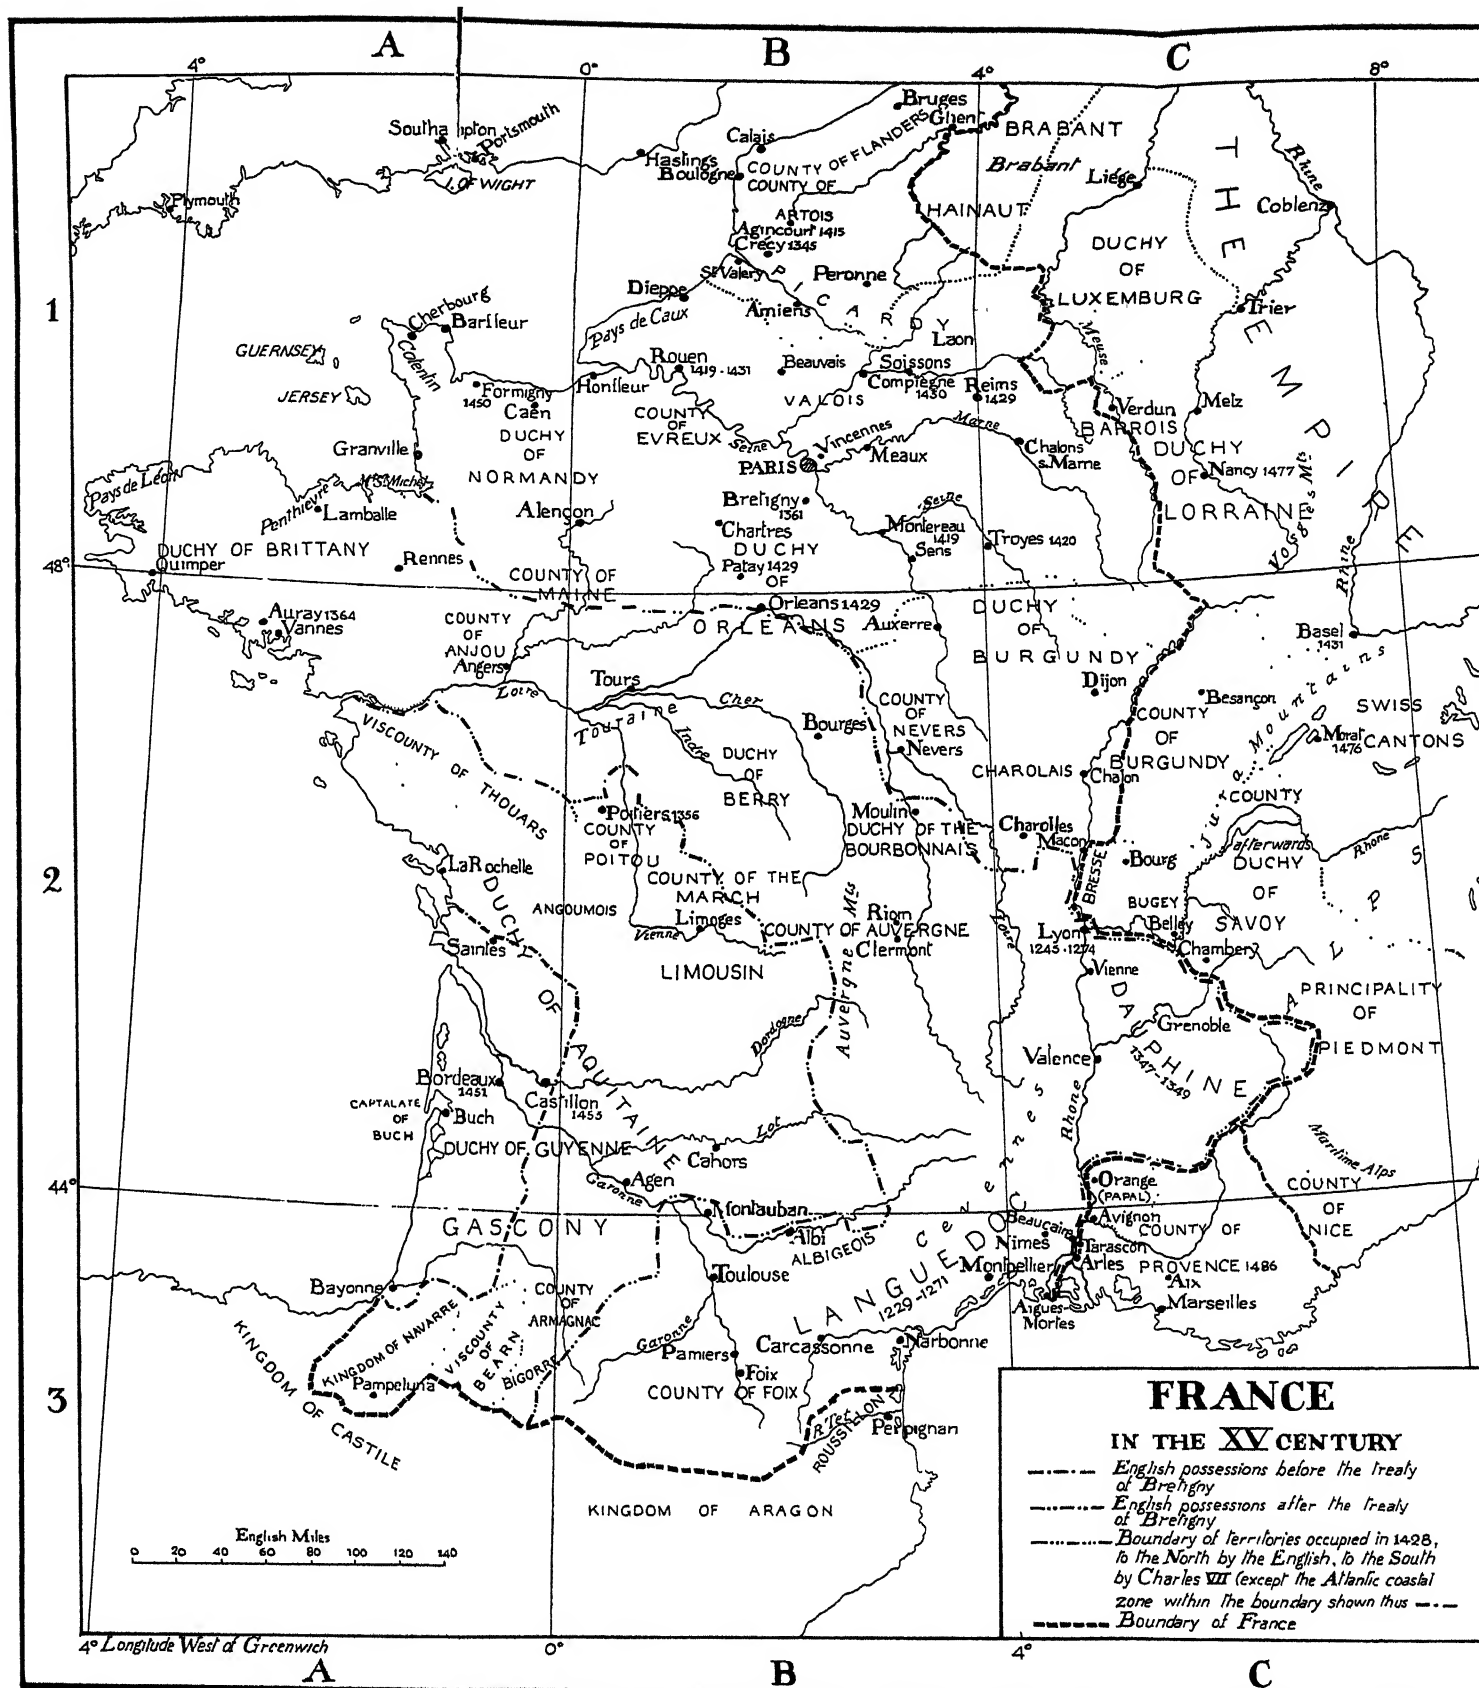 A
B
C
4°
0°
4°
8°
1
2
3
48°
44°
Plymouth
Portsmouth
I. OF WIGHT
Hastings
Calais
Boulogne
Bruges
Ghent
COUNTY OF FLANDERS
COUNTY OF
ARTOIS
Agincourt 1415
Crécy 1345
St Valery
PICARDY
Peronne
Dieppe
Amiens
Pays de Caux
BRABANT
Brabant
HAINAUT
Liége
THE EMPIRE
Rhine
Coblenz
DUCHY
OF
LUXEMBURG
Trier
Meuse
Laon
Cherbourg
Barfleur
Cotentin
GUERNSEY
JERSEY
Formigny
1450
Caen
Honfleur
Rouen
1419-1431
Beauvais
Soissons
Compiegne
1430
Reims
1429
VALOIS
COUNTY
OF
EVREUX
DUCHY
OF
NORMANDY
Granville
Mt St Michel
Pays de Léon
Penthievre
Lamballe
DUCHY OF BRITTANY
Quimper
Rennes
Auray 1364
Vannes
Alençon
Seine
PARIS
Vincennes
Meaux
Marne
Chalons
s. Marne
Verdun
BARROIS
Metz
DUCHY
OF
LORRAINE
Nancy 1477
Vosges Mts
Rhine
Bretigny
1361
Chartres
DUCHY
OF
ORLEANS
Patay 1429
Orleans 1429
Seine
Montereau
1419
Sens
Troyes 1420
Auxerre
DUCHY
OF
BURGUNDY
Dijon
COUNTY OF
MAINE
COUNTY
OF
ANJOU
Angers
Loire
Tours
Touraine
Cher
Indre
Bourges
DUCHY
OF
BERRY
COUNTY
OF
NEVERS
Nevers
CHAROLAIS
Chalon
COUNTY
OF
BURGUNDY
Besançon
Basel
1431
Jura Mountains
Morat
1476
SWISS
CANTONS
VISCOUNTY OF THOUARS
Poitiers 1356
COUNTY
OF
POITOU
La Rochelle
ANGOUMOIS
COUNTY OF THE
MARCH
Limoges
Vienne
LIMOUSIN
Moulin
DUCHY OF THE
BOURBONNAIS
Charolles
Macon
BRESSE
Bourg
COUNTY
afterwards
DUCHY
OF
SAVOY
Rhone
BUGEY
Belley
Chambery
Riom
COUNTY OF AUVERGNE
Clermont
Auvergne Mts
Loire
Lyon
1245-1274
Vienne
ALPS
PRINCIPALITY
OF
PIEDMONT
DAUPHINE
1347-1349
Grenoble
Valence
Saintes
DUCHY OF AQUITAINE
Dordogne
Bordeaux
1451
Castillon
1453
CAPTALATE
OF
BUCH
Buch
DUCHY OF GUYENNE
Lot
Cahors
Agen
Garonne
Montauban
Albi
ALBIGEOIS
GASCONY
Cevennes
Rhone
Orange
(PAPAL)
Avignon
Beaucaire
Nimes
Tarascon
Arles
COUNTY OF
PROVENCE 1486
Aix
Marseilles
Maritime Alps
COUNTY
OF
NICE
LANGUEDOC
1229-1271
Montpellier
Aigues-
Mortes
Bayonne
COUNTY
OF
ARMAGNAC
Toulouse
Garonne
Pamiers
Foix
COUNTY OF FOIX
Carcassonne
Narbonne
R. Tet
ROUSSILLON
Perpignan
KINGDOM OF NAVARRE
Pampeluna
VISCOUNTY
OF
BEARN
BIGORRE
KINGDOM OF CASTILE
KINGDOM OF ARAGON
English Miles
0 20 40 60 80 100 120 140
FRANCE
IN THE XV CENTURY
English possessions before the treaty
of Bretigny
English possessions after the treaty
of Bretigny
Boundary of territories occupied in 1428,
to the North by the English, to the South
by Charles VII (except the Atlantic coastal
zone within the boundary shown thus
Boundary of France
4° Longitude West of Greenwich
0°
4°
A
B
C